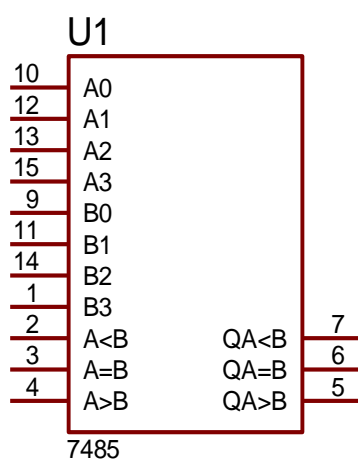 U1
10 A0
12 A1
13 A2
15 A3
9 B0
11 B1
14 B2
1 B3
2 A<B QA<B 7
3 A=B QA=B 6
4 A>B QA>B 5
7485